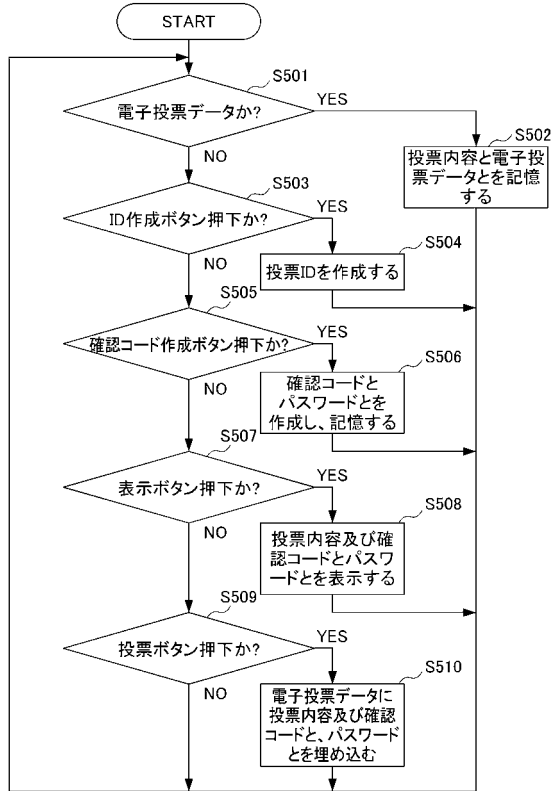 START
S501
電子投票データか?
YES
NO
S502
投票内容と電子投
票データとを記憶
する
S503
ID作成ボタン押下か?
YES
NO
S504
投票IDを作成する
S505
確認コード作成ボタン押下か?
YES
NO
S506
確認コードと
パスワードとを
作成し、記憶する
S507
表示ボタン押下か?
YES
NO
S508
投票内容及び確
認コードとパスワ
ードとを表示する
S509
投票ボタン押下か?
YES
NO
S510
電子投票データに
投票内容及び確認
コードと、パスワード
とを埋め込む